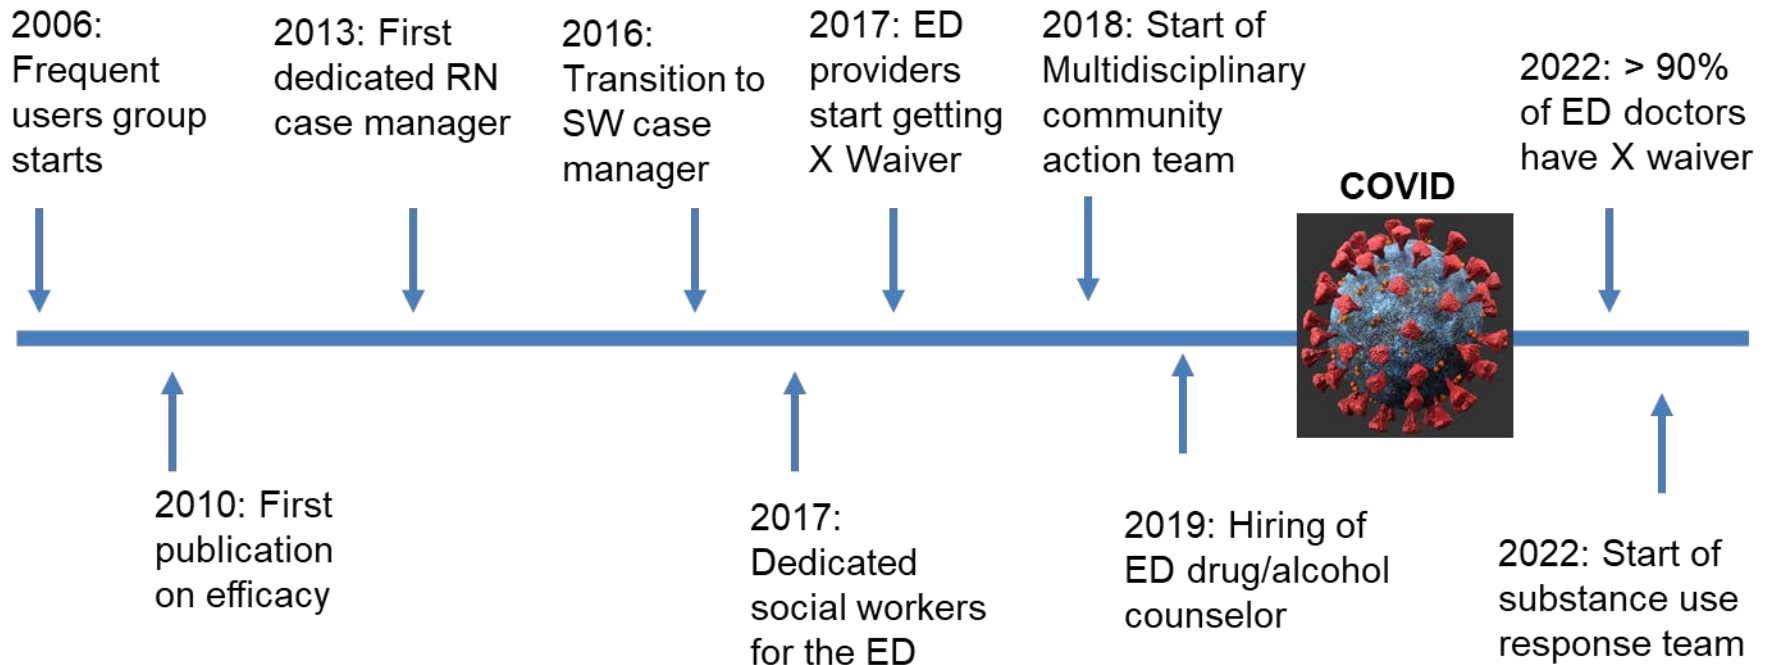 2006:
Frequent
users group
starts
2013: First
dedicated RN
case manager
2016:
Transition to
SW case
manager
2017: ED
providers
start getting
X Waiver
2018: Start of
Multidisciplinary
community
action team
COVID
2022: > 90%
of ED doctors
have X waiver
2010: First
publication
on efficacy
2017:
Dedicated
social workers
for the ED
2019: Hiring of
ED drug/alcohol
counselor
2022: Start of
substance use
response team